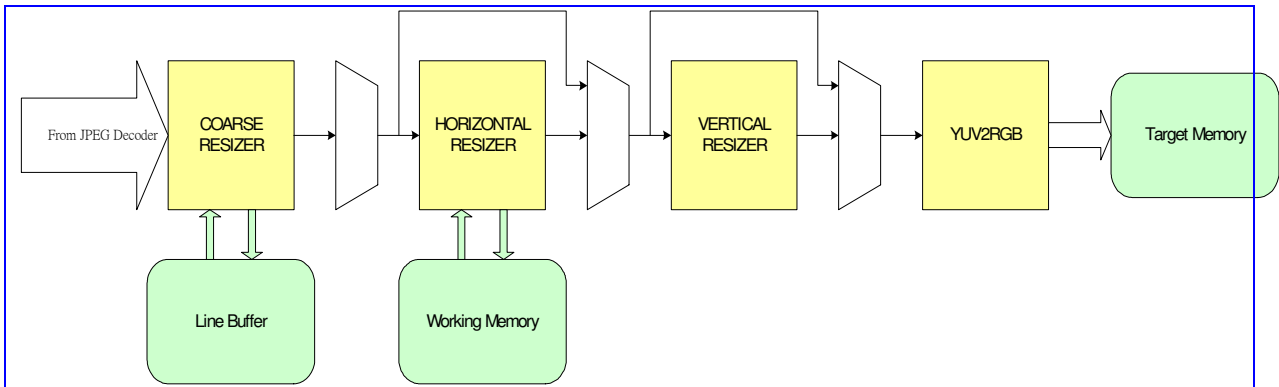 From JPEG Decoder
COARSE
RESIZER
HORIZONTAL
RESIZER
VERTICAL
RESIZER
YUV2RGB
Target Memory
Line Buffer
Working Memory